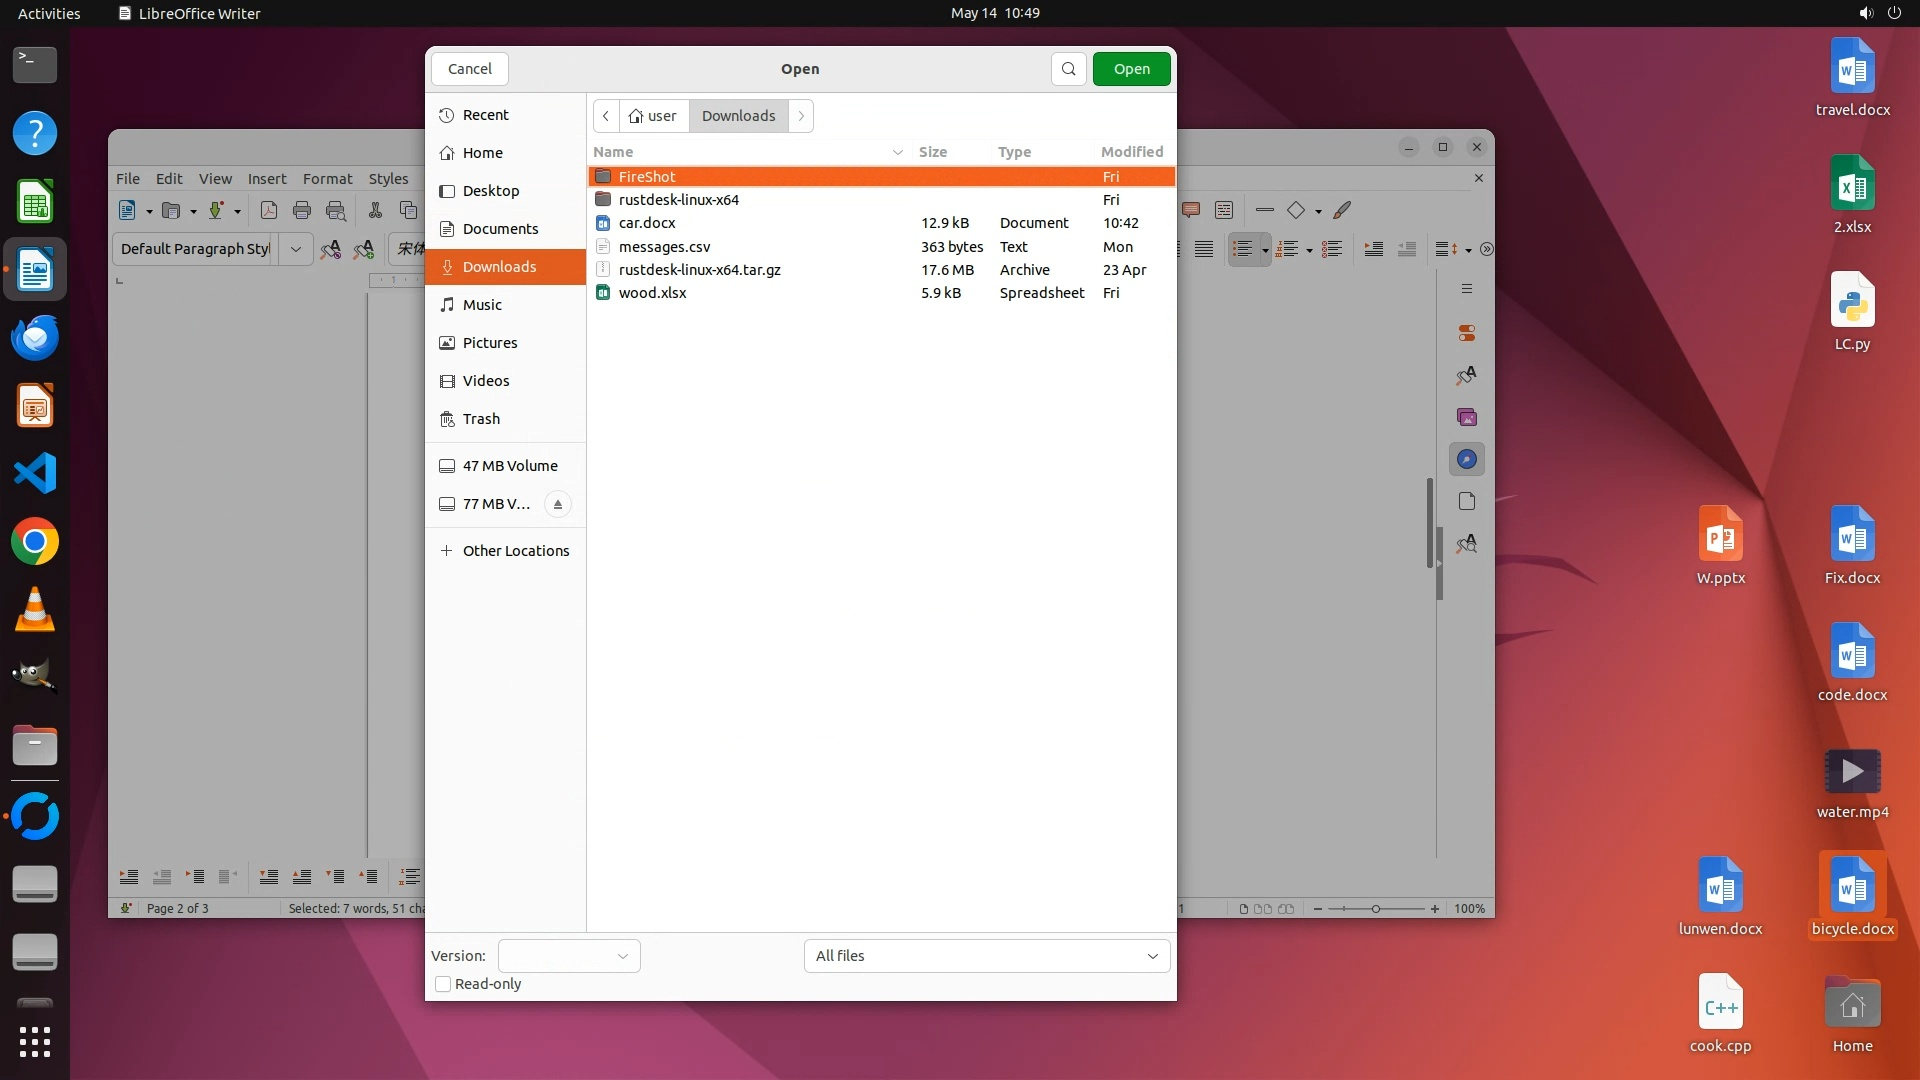 Activities
LibreOffice Writer
May 14 10:49
Cancel
Open
Open
Recent
Home
Desktop
Documents
Downloads
Music
Pictures
Videos
Trash
47 MB Volume
77 MB V...
Other Locations
user
Downloads
Name
Size
Type
Modified
FireShot
Fri
rustdesk-linux-x64
Fri
car.docx
12.9 kB
Document
10:42
messages.csv
363 bytes
Text
Mon
rustdesk-linux-x64.tar.gz
17.6 MB
Archive
23 Apr
wood.xlsx
5.9 kB
Spreadsheet
Fri
Version:
All files
Read-only
File
Edit
View
Insert
Format
Styles
Default Paragraph Styl
宋体
1
Page 2 of 3
Selected: 7 words, 51 cha
1
100%
travel.docx
2.xlsx
LC.py
W.pptx
Fix.docx
code.docx
water.mp4
lunwen.docx
bicycle.docx
C++
cook.cpp
Home